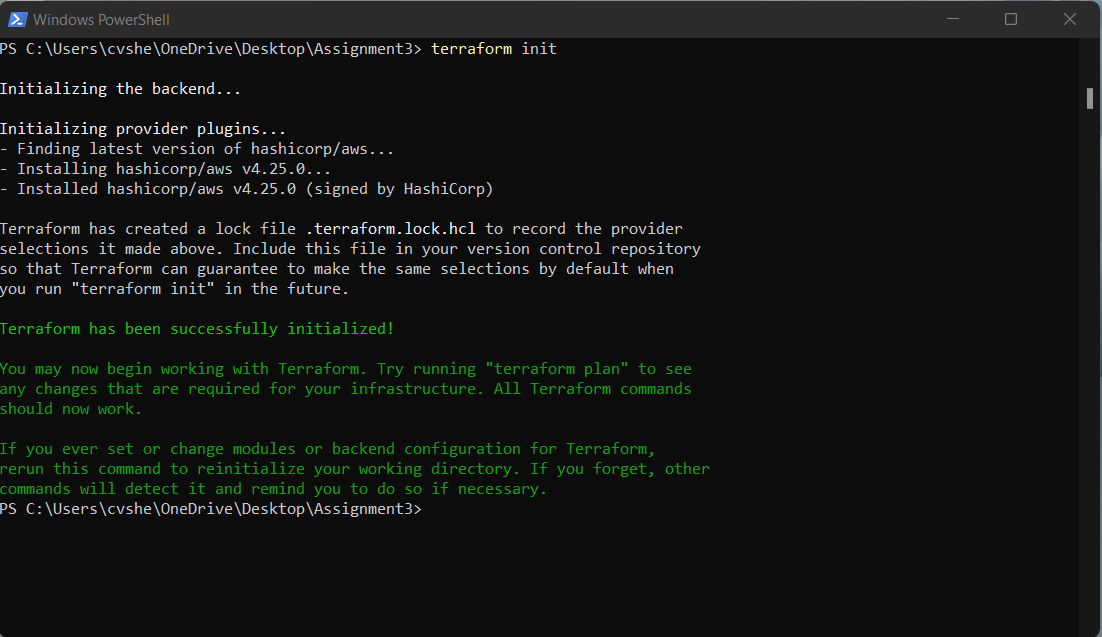 Windows PowerShell
PS C:\Users\cvshe\OneDrive\Desktop\Assignment3> terraform init
Initializing the backend...
Initializing provider plugins...
- Finding latest version of hashicorp/aws...
- Installing hashicorp/aws v4.25.0...
- Installed hashicorp/aws v4.25.0 (signed by HashiCorp)
Terraform has created a lock file .terraform.lock.hcl to record the provider
selections it made above. Include this file in your version control repository
so that Terraform can guarantee to make the same selections by default when
you run "terraform init" in the future.
Terraform has been successfully initialized!
You may now begin working with Terraform. Try running "terraform plan" to see
any changes that are required for your infrastructure. All Terraform commands
should now work.
If you ever set or change modules or backend configuration for Terraform,
rerun this command to reinitialize your working directory. If you forget, other
commands will detect it and remind you to do so if necessary.
PS C:\Users\cvshe\OneDrive\Desktop\Assignment3>